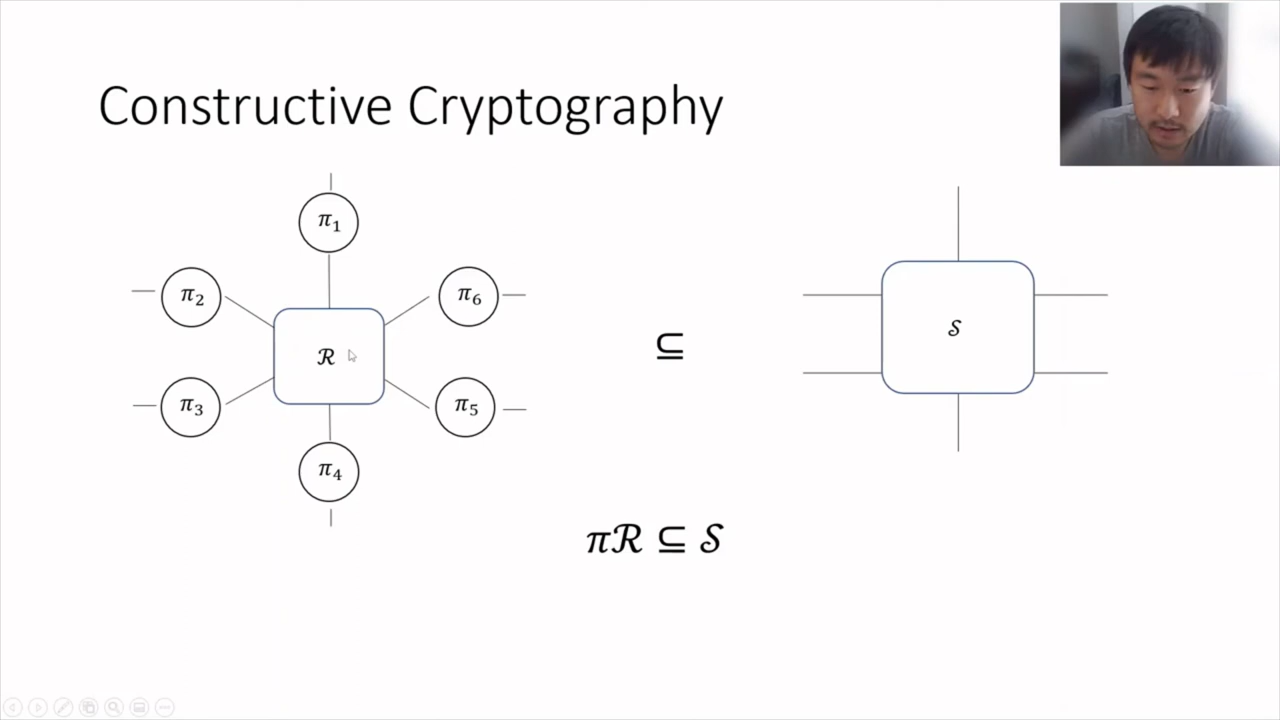 Constructive Cryptography
π₁
π₂
π₆
ℛ
⊆
𝒮
π₃
π₅
π₄
πℛ ⊆ 𝒮